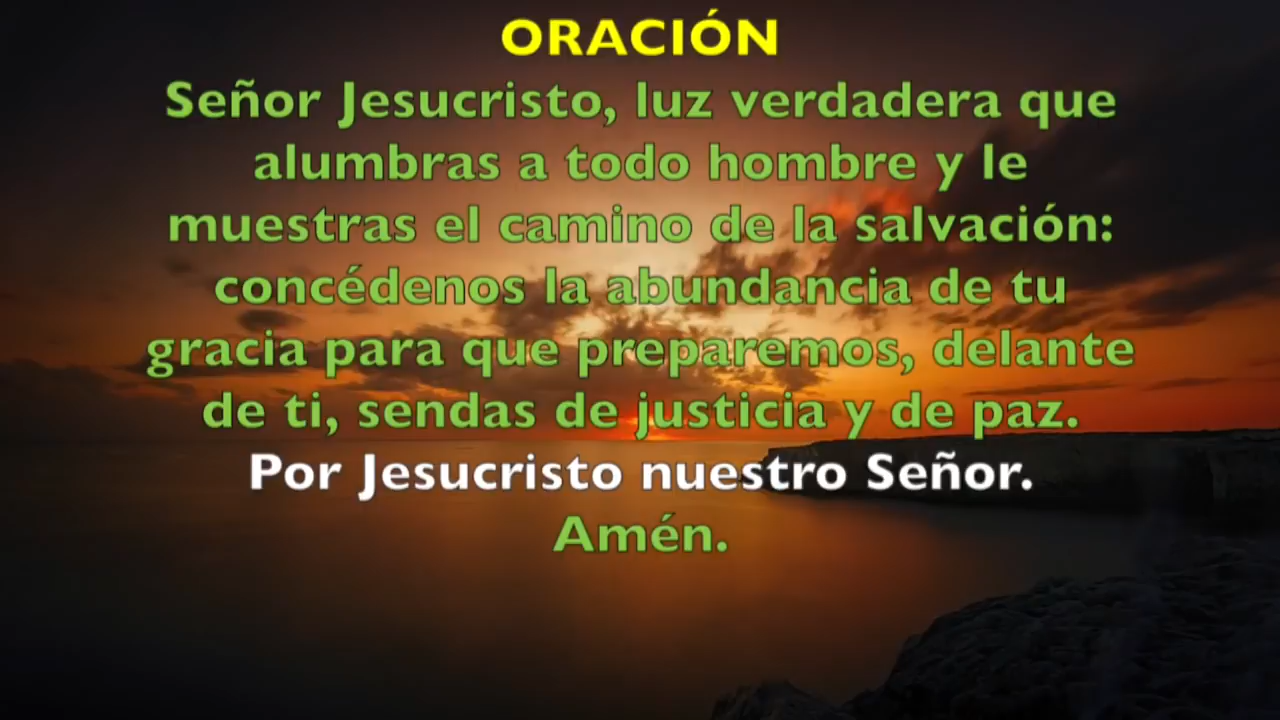 ORACIÓN
Señor Jesucristo, luz verdadera que
alumbras a todo hombre y le
muestras el camino de la salvación:
concédenos la abundancia de tu
gracia para que preparemos, delante
de ti, sendas de justicia y de paz.
Por Jesucristo nuestro Señor.
Amén.